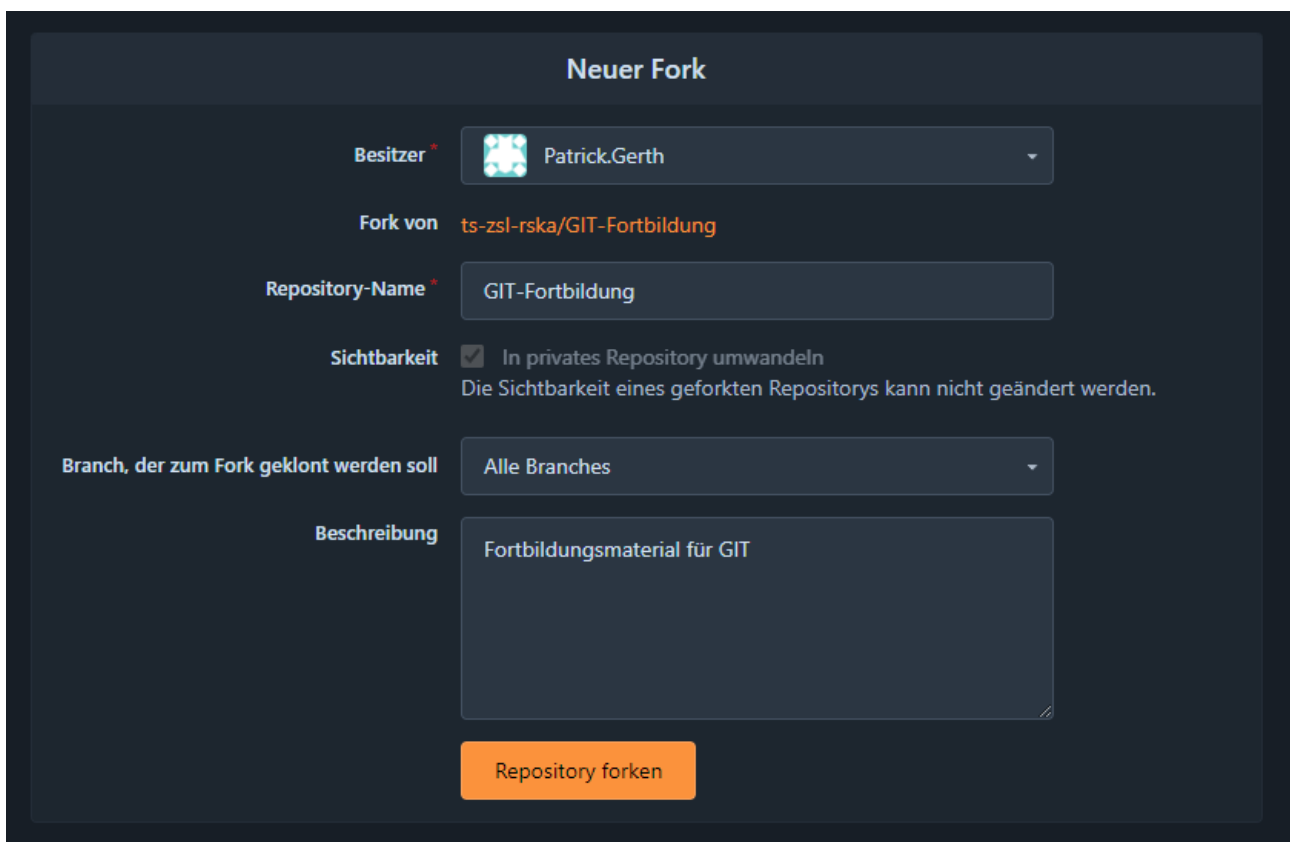 Neuer Fork
Besitzer *
Patrick.Gerth
Fork von
ts-zsl-rska/GIT-Fortbildung
Repository-Name *
GIT-Fortbildung
Sichtbarkeit
In privates Repository umwandeln
Die Sichtbarkeit eines geforkten Repositorys kann nicht geändert werden.
Branch, der zum Fork geklont werden soll
Alle Branches
Beschreibung
Fortbildungsmaterial für GIT
Repository forken